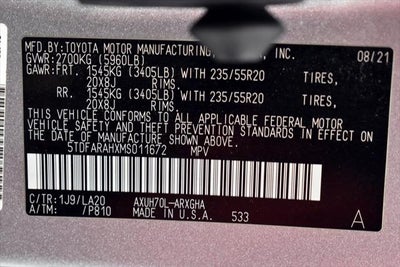 MFD.BY:TOYOTA MOTOR MANUFACTURING, INC. 08/21
GVWR:2700KG (5960LB)
GAWR:FRT. 1545KG (3405LB) WITH 235/55R20 TIRES,
20X8J
RR. 1545KG (3405LB) WITH 235/55R20 TIRES,
20X8J
THIS VEHICLE CONFORMS TO ALL APPLICABLE FEDERAL MOTOR
VEHICLE SAFETY, BUMPER, AND THEFT PREVENTION
STANDARDS IN EFFECT ON THE DATE OF
MANUFACTURE SHOWN ABOVE.
5TDFARAHXMS011672 MPV
C/TR:1J9/LA20 AXUH70L-ARXGHA
A/TM: /P810 MADE IN U.S.A. 533 A